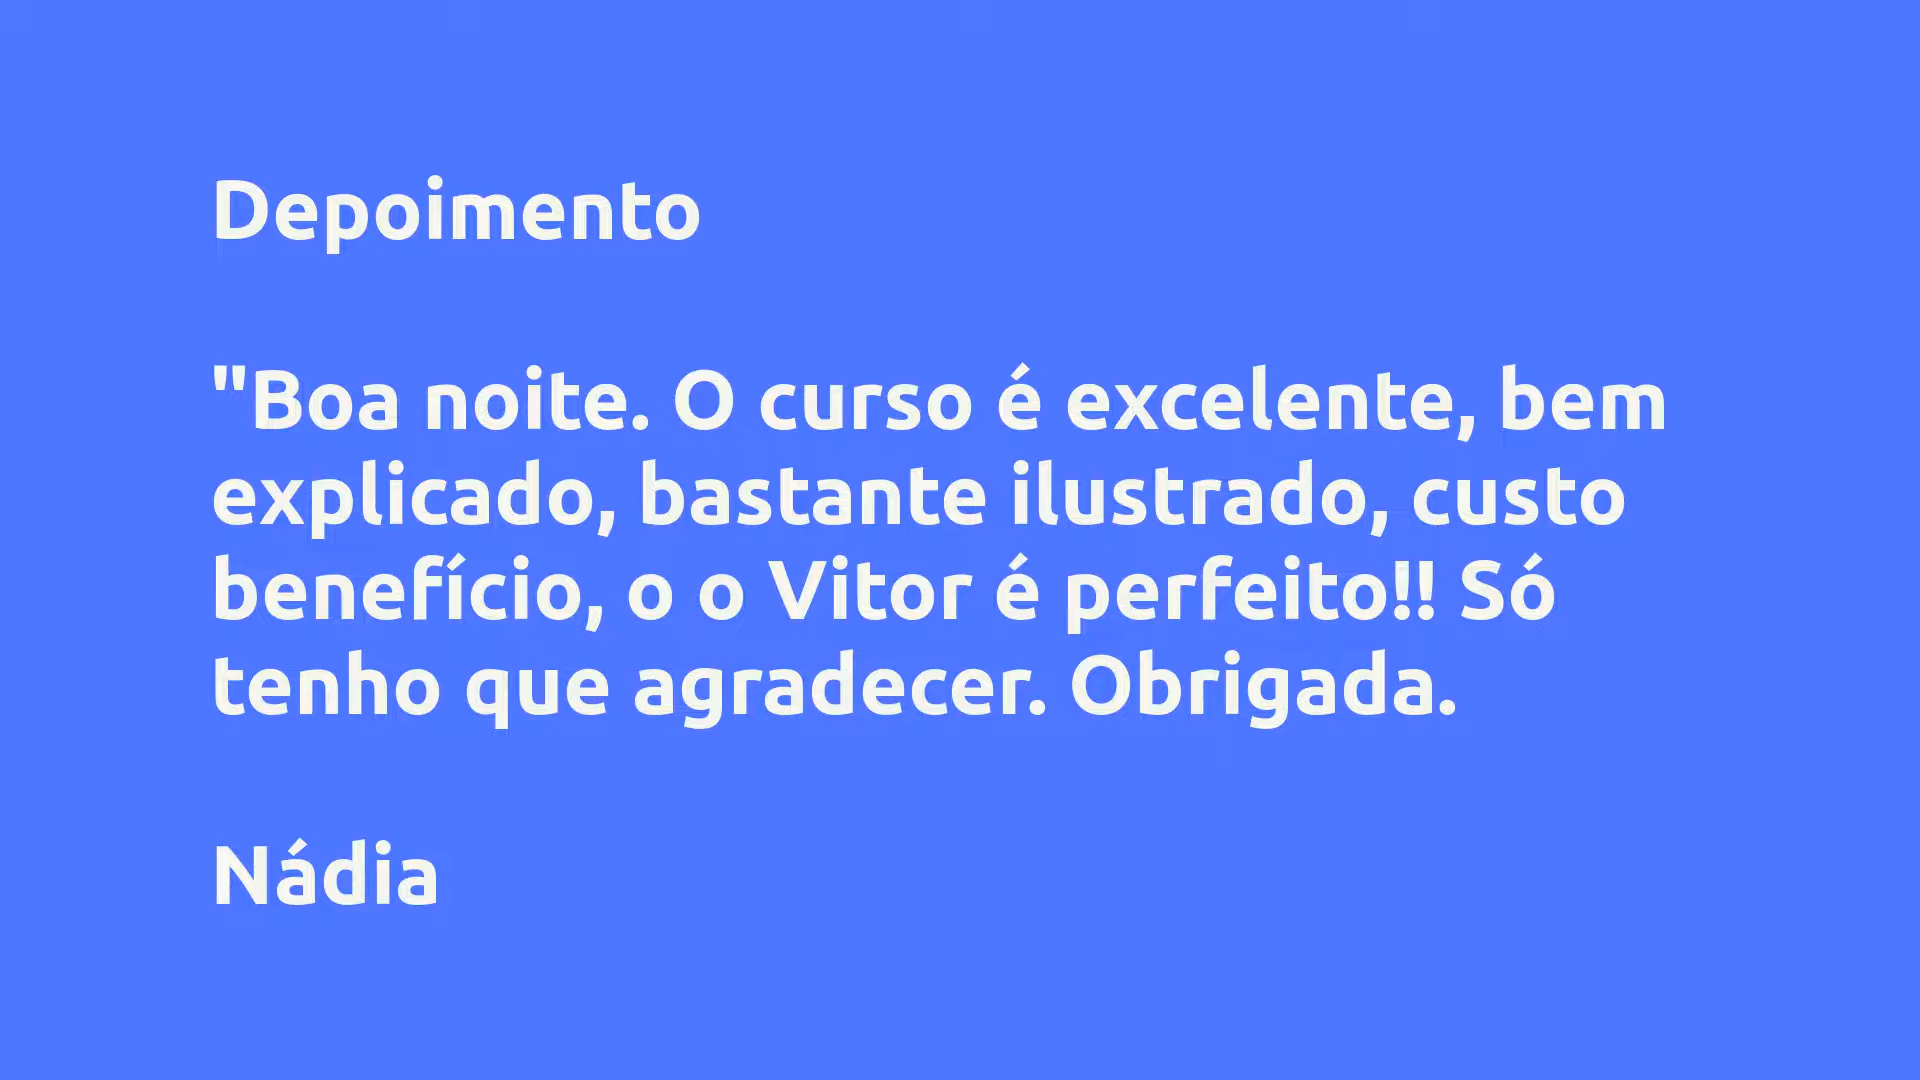 Depoimento
"Boa noite. O curso é excelente, bem
explicado, bastante ilustrado, custo
benefício, o o Vitor é perfeito!! Só
tenho que agradecer. Obrigada.
Nádia